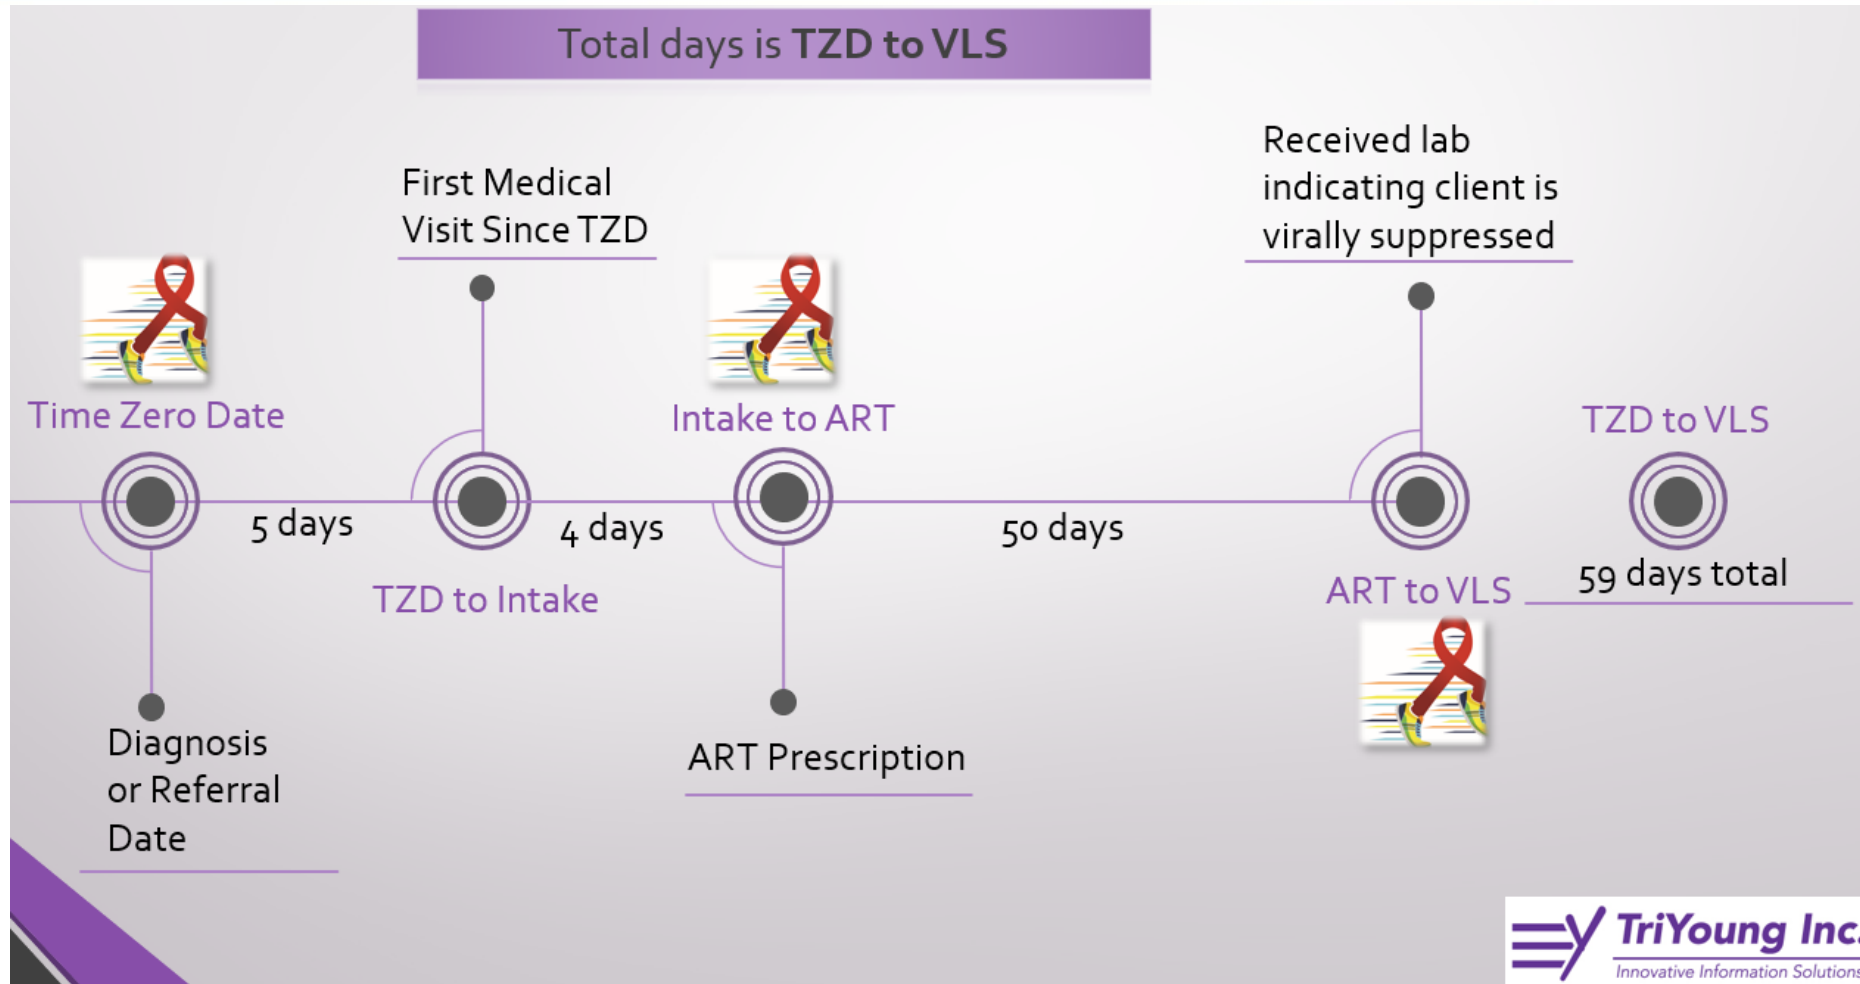 Total days is TZD to VLS
Received lab
indicating client is
virally suppressed
First Medical
Visit Since TZD
Time Zero Date
Intake to ART
TZD to VLS
5 days
4 days
50 days
59 days total
TZD to Intake
ART to VLS
Diagnosis
or Referral
Date
ART Prescription
TriYoung Inc.
Innovative Information Solutions